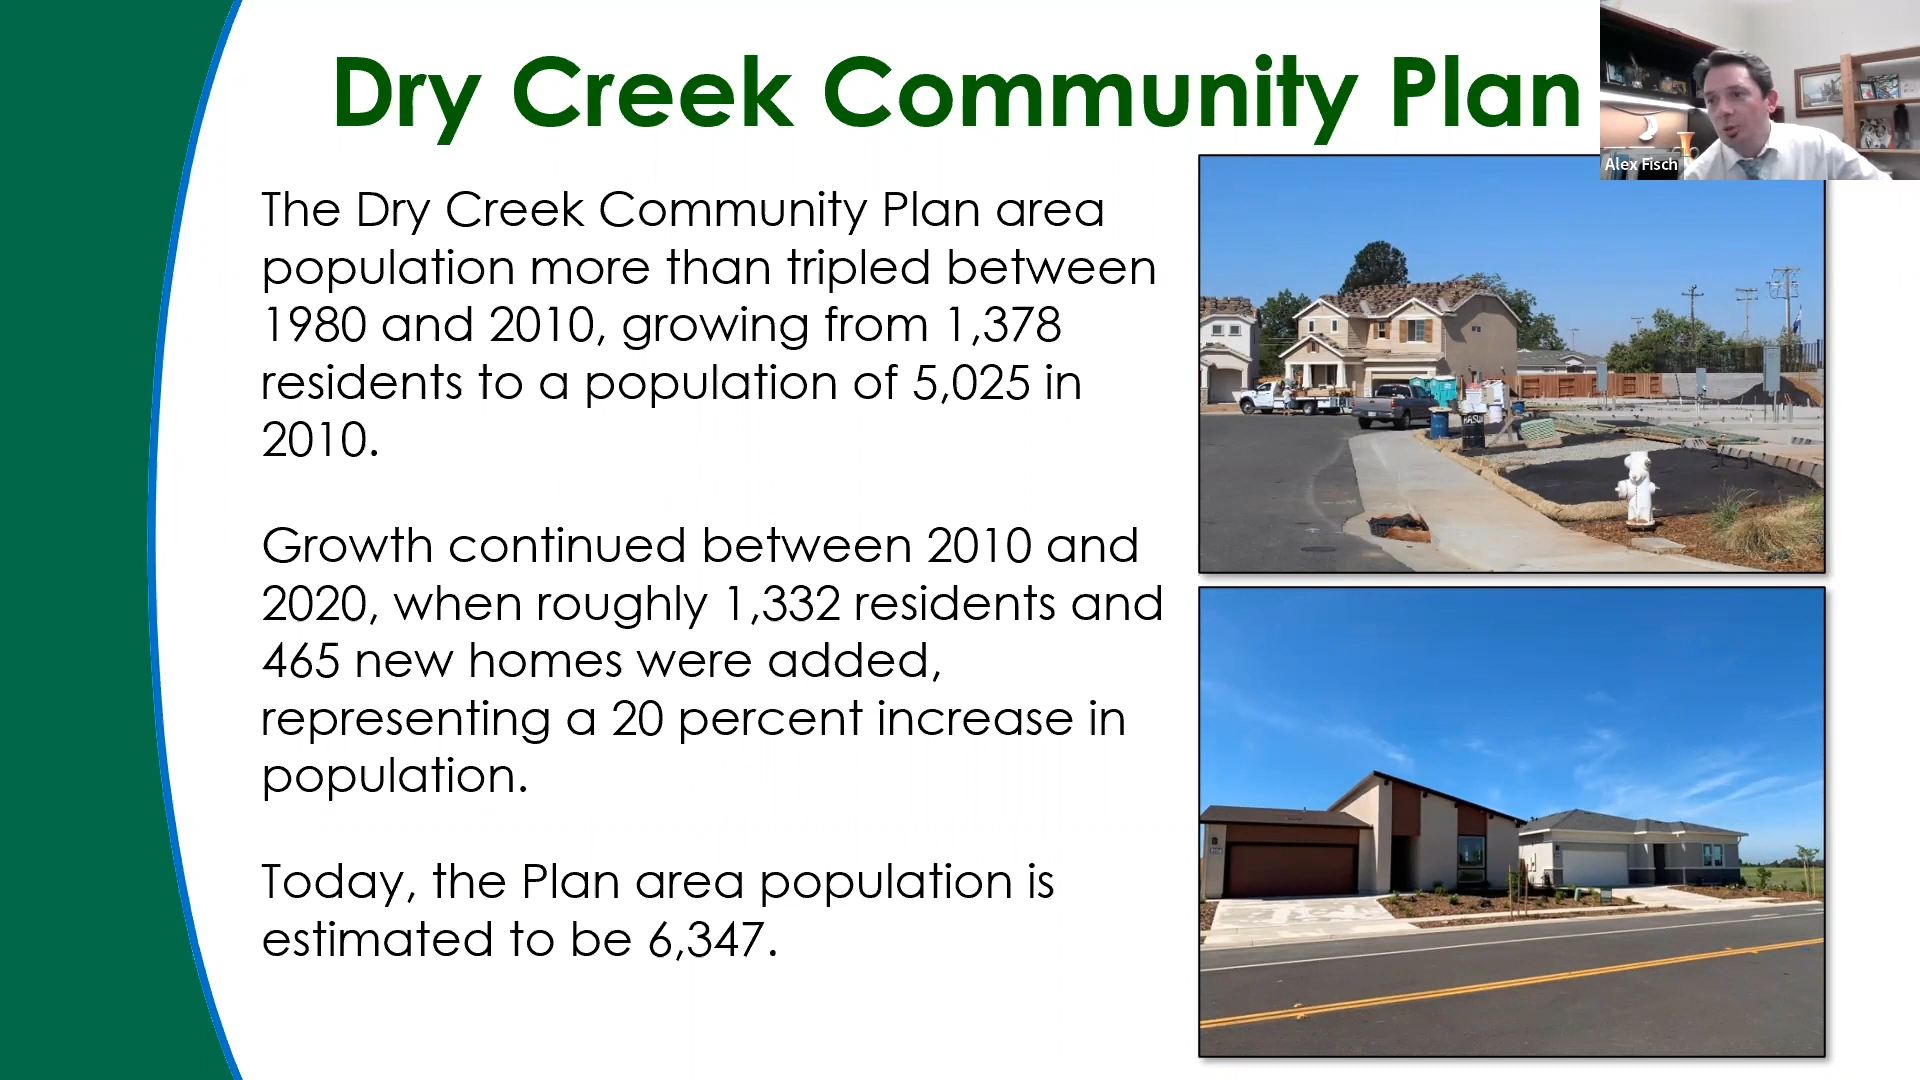 Dry Creek Community Plan
Alex Fisch
The Dry Creek Community Plan area
population more than tripled between
1980 and 2010, growing from 1,378
residents to a population of 5,025 in
2010.
Growth continued between 2010 and
2020, when roughly 1,332 residents and
465 new homes were added,
representing a 20 percent increase in
population.
Today, the Plan area population is
estimated to be 6,347.